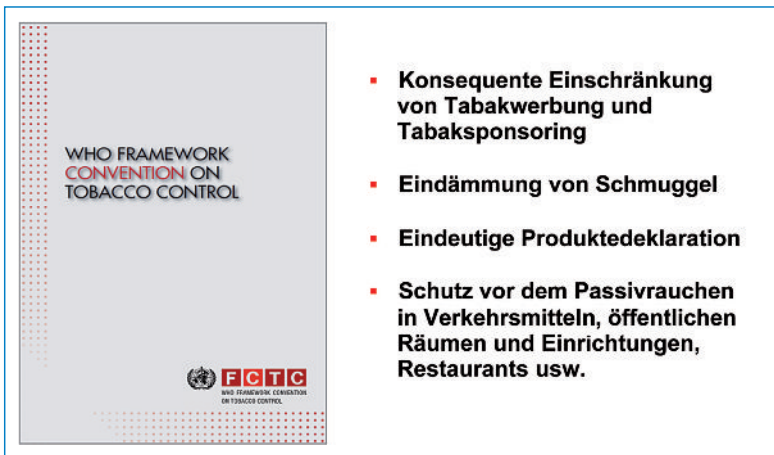 WHO FRAMEWORK
CONVENTION ON
TOBACCO CONTROL
FCTC
WHO FRAMEWORK CONVENTION
ON TOBACCO CONTROL
▪ Konsequente Einschränkung
von Tabakwerbung und
Tabaksponsoring
▪ Eindämmung von Schmuggel
▪ Eindeutige Produktedeklaration
▪ Schutz vor dem Passivrauchen
in Verkehrsmitteln, öffentlichen
Räumen und Einrichtungen,
Restaurants usw.